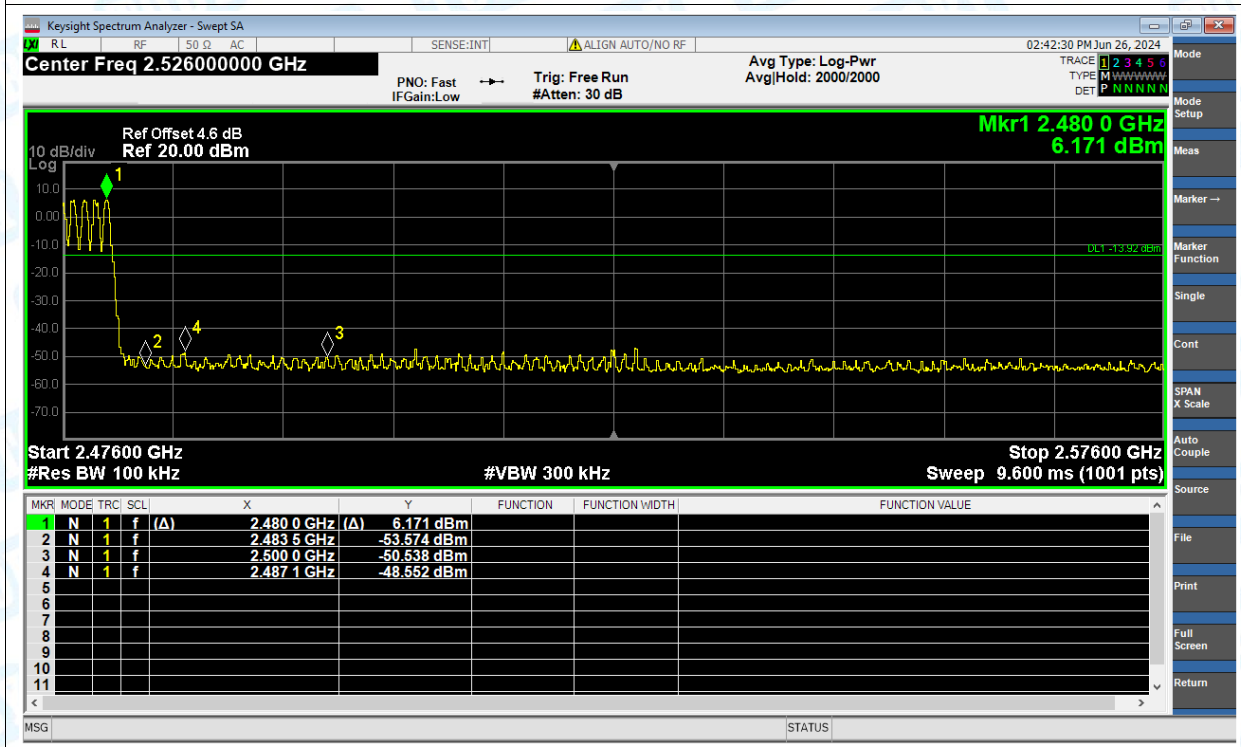 Keysight Spectrum Analyzer - Swept SA
LXI RL RF 50 Ω AC SENSE:INT ALIGN AUTO/NO RF 02:42:30 PM Jun 26, 2024
Center Freq 2.526000000 GHz
PNO: Fast
IFGain:Low
Trig: Free Run
#Atten: 30 dB
Avg Type: Log-Pwr
Avg|Hold: 2000/2000
TRACE 1 2 3 4 5 6
TYPE M WWWWW
DET P N N N N N
Ref Offset 4.6 dB
Ref 20.00 dBm
10 dB/div
Log
Mkr1 2.480 0 GHz
6.171 dBm
10.0
0.00
-10.0
-20.0
-30.0
-40.0
-50.0
-60.0
-70.0
1
2
4
3
DL1 -13.92 dBm
Start 2.47600 GHz
#Res BW 100 kHz
#VBW 300 kHz
Stop 2.57600 GHz
Sweep 9.600 ms (1001 pts)
MKR MODE TRC SCL X Y FUNCTION FUNCTION WIDTH FUNCTION VALUE
1 N 1 f (Δ) 2.480 0 GHz (Δ) 6.171 dBm
2 N 1 f 2.483 5 GHz -53.574 dBm
3 N 1 f 2.500 0 GHz -50.538 dBm
4 N 1 f 2.487 1 GHz -48.552 dBm
5
6
7
8
9
10
11
MSG STATUS
Mode
Mode
Setup
Meas
Marker →
Marker
Function
Single
Cont
SPAN
X Scale
Auto
Couple
Source
File
Print
Full
Screen
Return